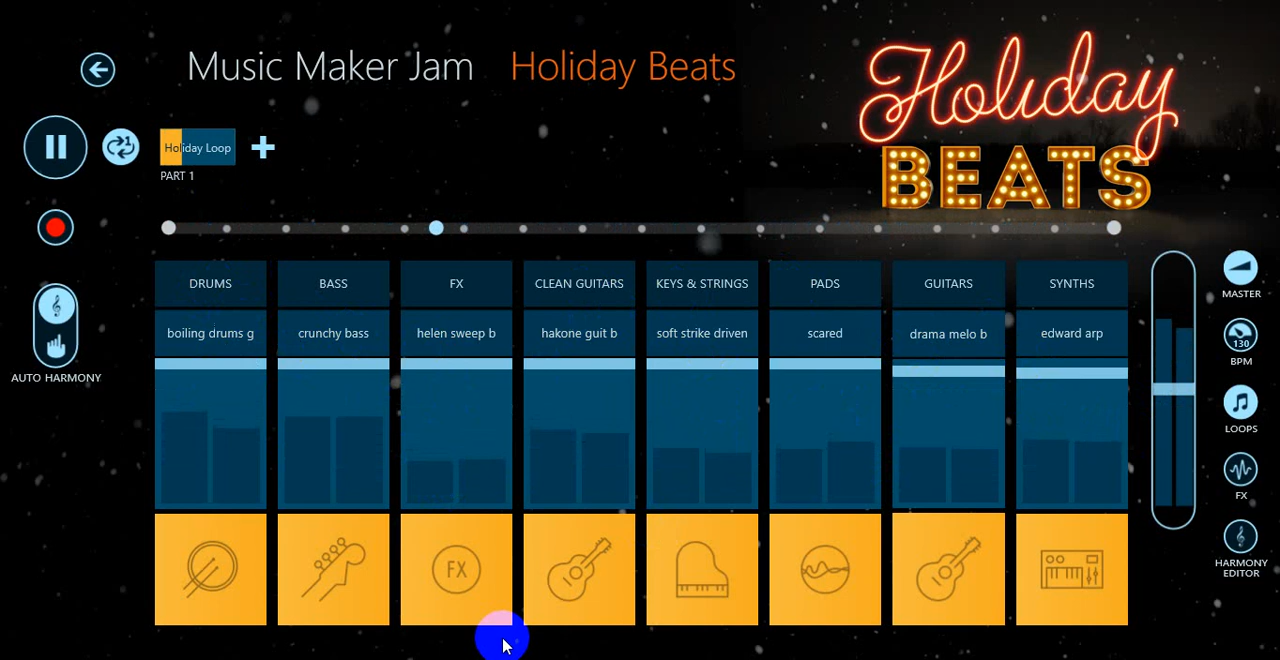 Music Maker Jam Holiday Beats
Holiday
BEATS
Holiday Loop
PART 1
DRUMS BASS FX CLEAN GUITARS KEYS & STRINGS PADS GUITARS SYNTHS
boiling drums g crunchy bass helen sweep b hakone guit b soft strike driven scared drama melo b edward arp
AUTO HARMONY
FX
MASTER
130
BPM
LOOPS
FX
HARMONY
EDITOR